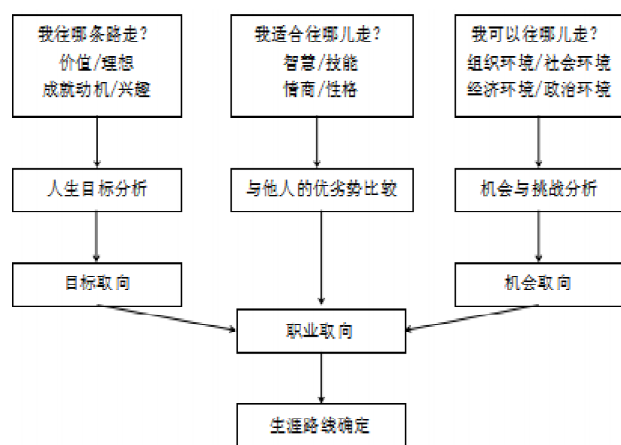 我往哪条路走？
价值/理想
成就动机/兴趣
我适合往哪儿走？
智慧/技能
情商/性格
我可以往哪儿走？
组织环境/社会环境
经济环境/政治环境
人生目标分析
与他人的优劣势比较
机会与挑战分析
目标取向
机会取向
职业取向
生涯路线确定